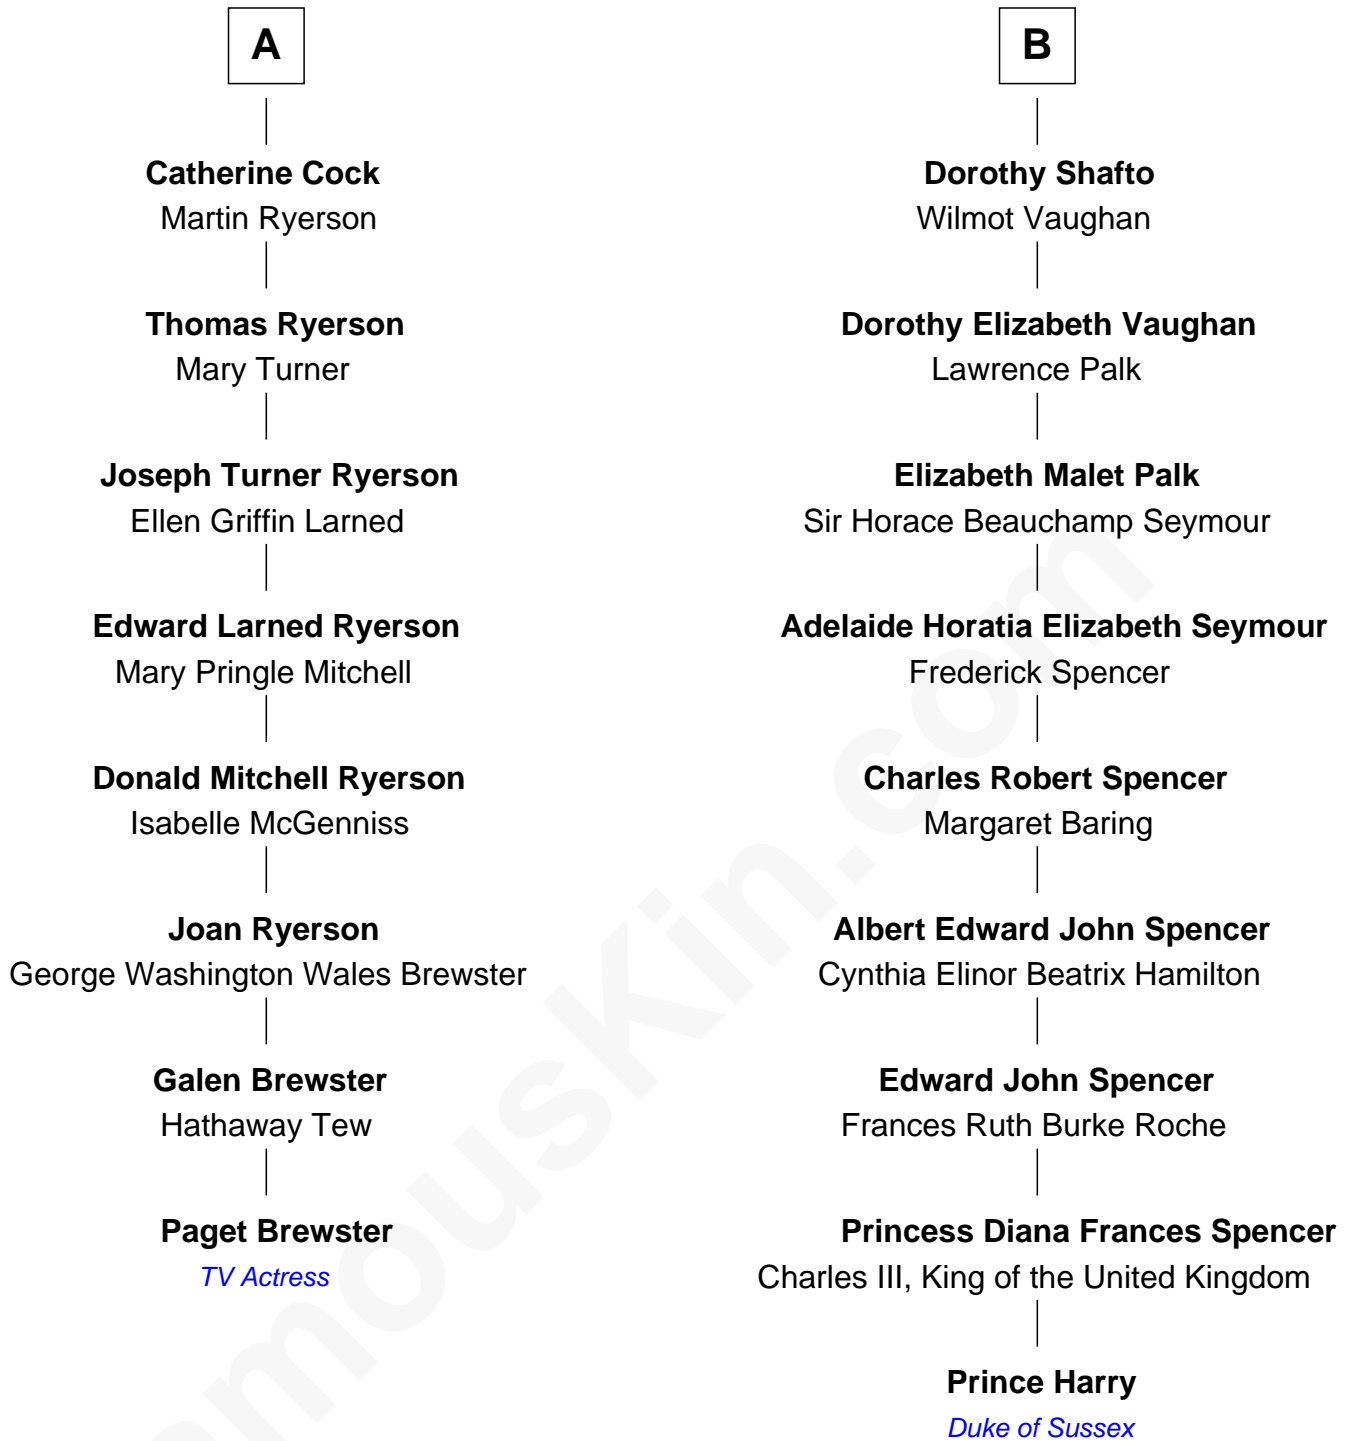 A
Catherine Cock
Martin Ryerson
Thomas Ryerson
Mary Turner
Joseph Turner Ryerson
Ellen Griffin Larned
Edward Larned Ryerson
Mary Pringle Mitchell
Donald Mitchell Ryerson
Isabelle McGenniss
Joan Ryerson
George Washington Wales Brewster
Galen Brewster
Hathaway Tew
Paget Brewster
TV Actress
B
Dorothy Shafto
Wilmot Vaughan
Dorothy Elizabeth Vaughan
Lawrence Palk
Elizabeth Malet Palk
Sir Horace Beauchamp Seymour
Adelaide Horatia Elizabeth Seymour
Frederick Spencer
Charles Robert Spencer
Margaret Baring
Albert Edward John Spencer
Cynthia Elinor Beatrix Hamilton
Edward John Spencer
Frances Ruth Burke Roche
Princess Diana Frances Spencer
Charles III, King of the United Kingdom
Prince Harry
Duke of Sussex
amousKin.com